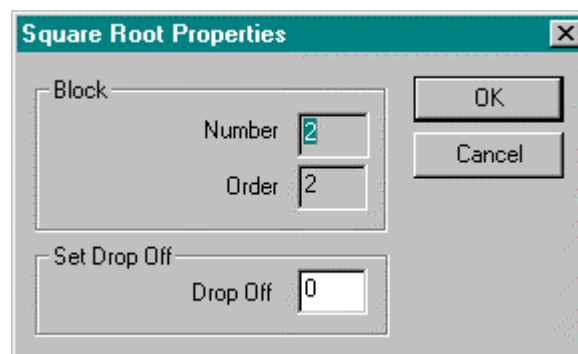 Square Root Properties
Block
Number 2
Order 2
OK
Cancel
Set Drop Off
Drop Off 0